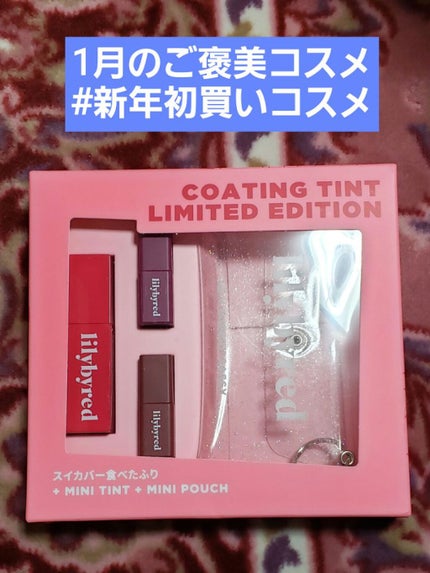 1月のご褒美コスメ
#新年初買いコスメ
COATING TINT
LIMITED EDITION
lilybyred
lilybyred
lilybyred
lilybyred
スイカバー食べたふり
+ MINI TINT + MINI POUCH